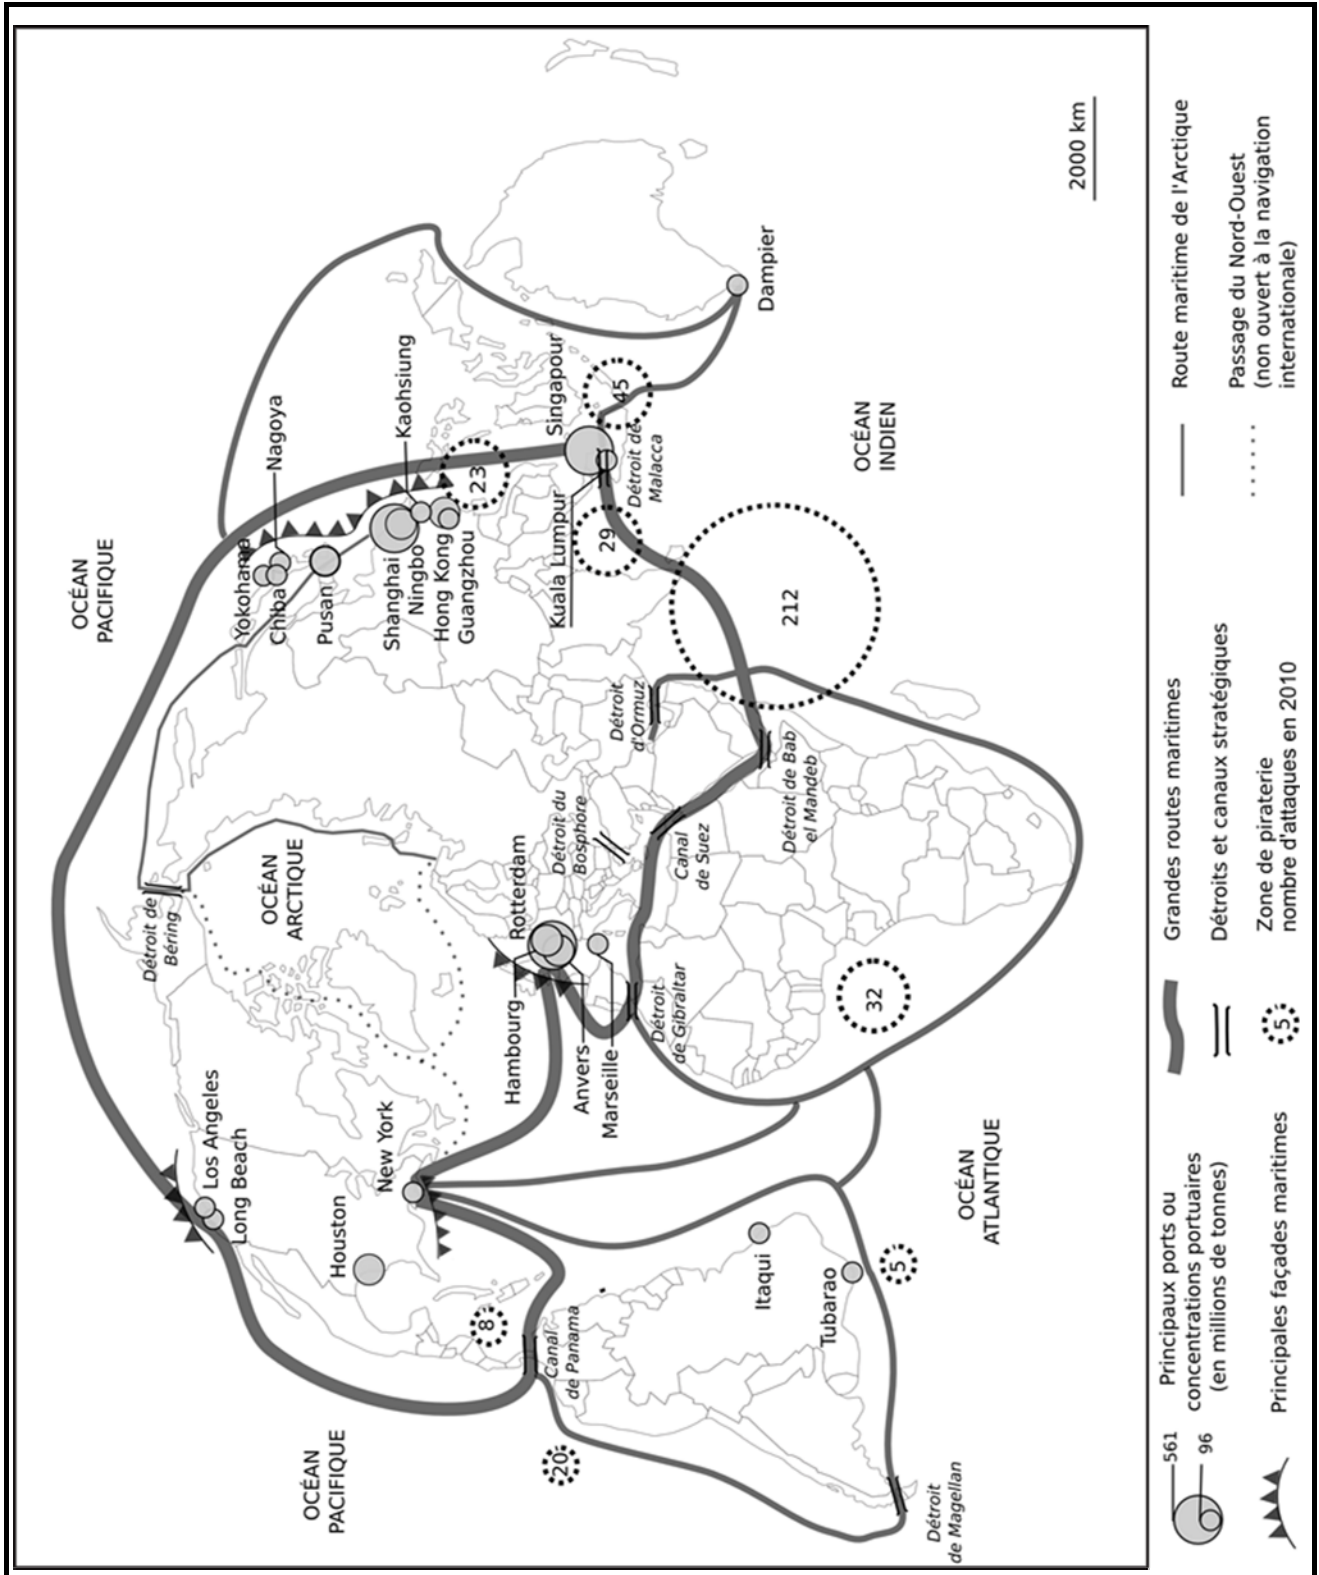 OCÉAN
PACIFIQUE
OCÉAN
PACIFIQUE
Détroit de
Béring
OCÉAN
ARCTIQUE
Los Angeles
Long Beach
Houston
New York
8
Canal
de Panama
20
Détroit
de Magellan
Itaqui
Tubarao
5
OCÉAN
ATLANTIQUE
Hambourg
Rotterdam
Anvers
Marseille
Détroit
de Gibraltar
Détroit du
Bosphore
Canal
de Suez
Détroit
d'Ormuz
Détroit de Bab
el Mandeb
32
212
29
Yokohama
Chiba
Nagoya
Pusan
Shanghai
Ningbo
Hong Kong
Guangzhou
Kaohsiung
23
Kuala Lumpur
Singapour
45
Détroit de
Malacca
OCÉAN
INDIEN
Dampier
2000 km
561
96
Principaux ports ou
concentrations portuaires
(en millions de tonnes)
Principales façades maritimes
Grandes routes maritimes
Détroits et canaux stratégiques
5
Zone de piraterie
nombre d'attaques en 2010
Route maritime de l'Arctique
Passage du Nord-Ouest
(non ouvert à la navigation
internationale)